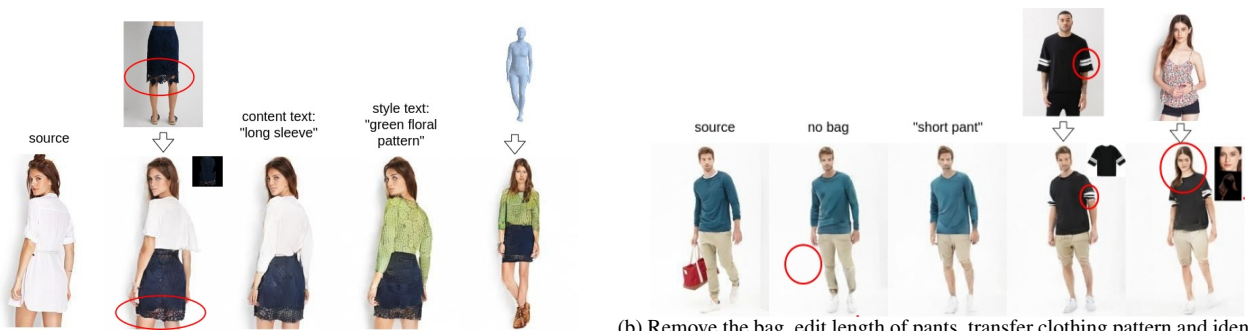 source
content text:
"long sleeve"
style text:
"green floral
pattern"
source
no bag
"short pant"
(b) Remove the bag, edit length of pants, transfer clothing pattern and